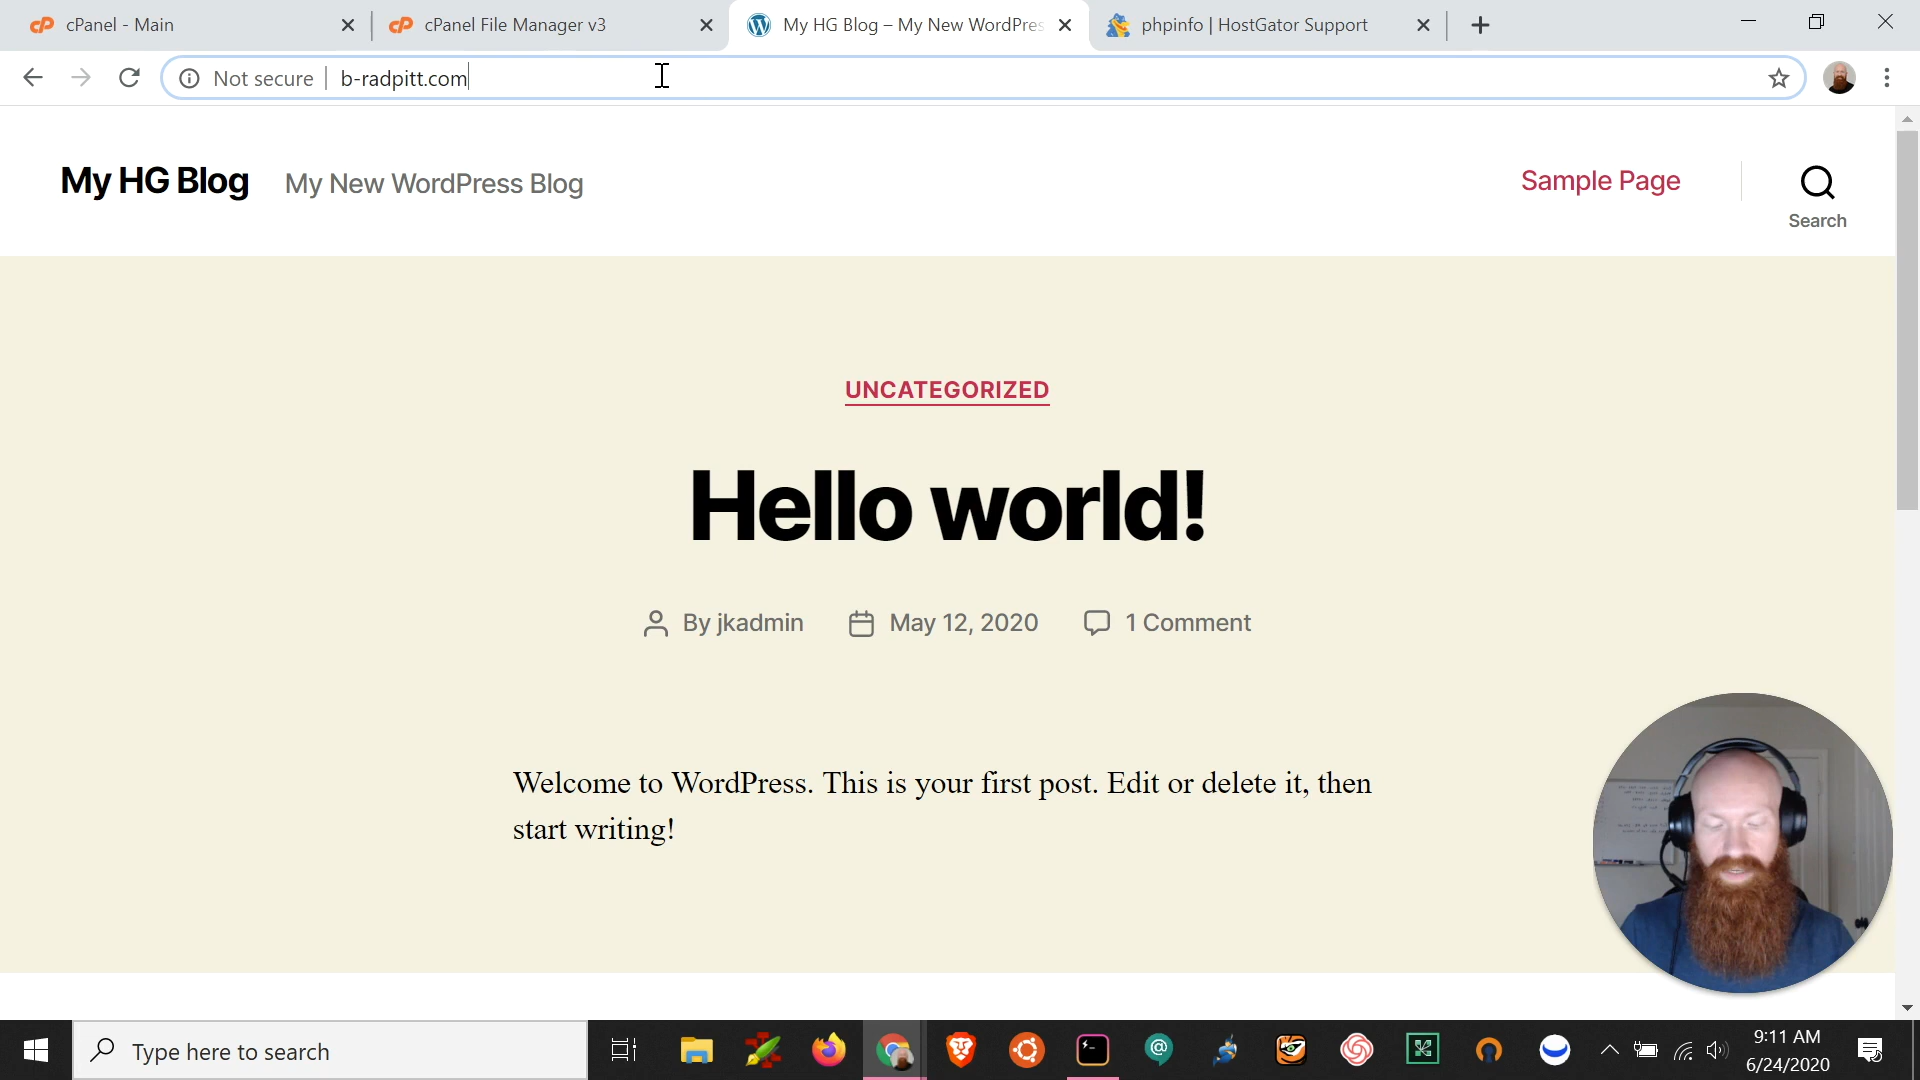 cPanel - Main
cPanel File Manager v3
My HG Blog – My New WordPres
phpinfo | HostGator Support
Not secure
b-radpitt.com
My HG Blog
My New WordPress Blog
Sample Page
Search
UNCATEGORIZED
Hello world!
By jkadmin
May 12, 2020
1 Comment
Welcome to WordPress. This is your first post. Edit or delete it, then
start writing!
Type here to search
9:11 AM
6/24/2020